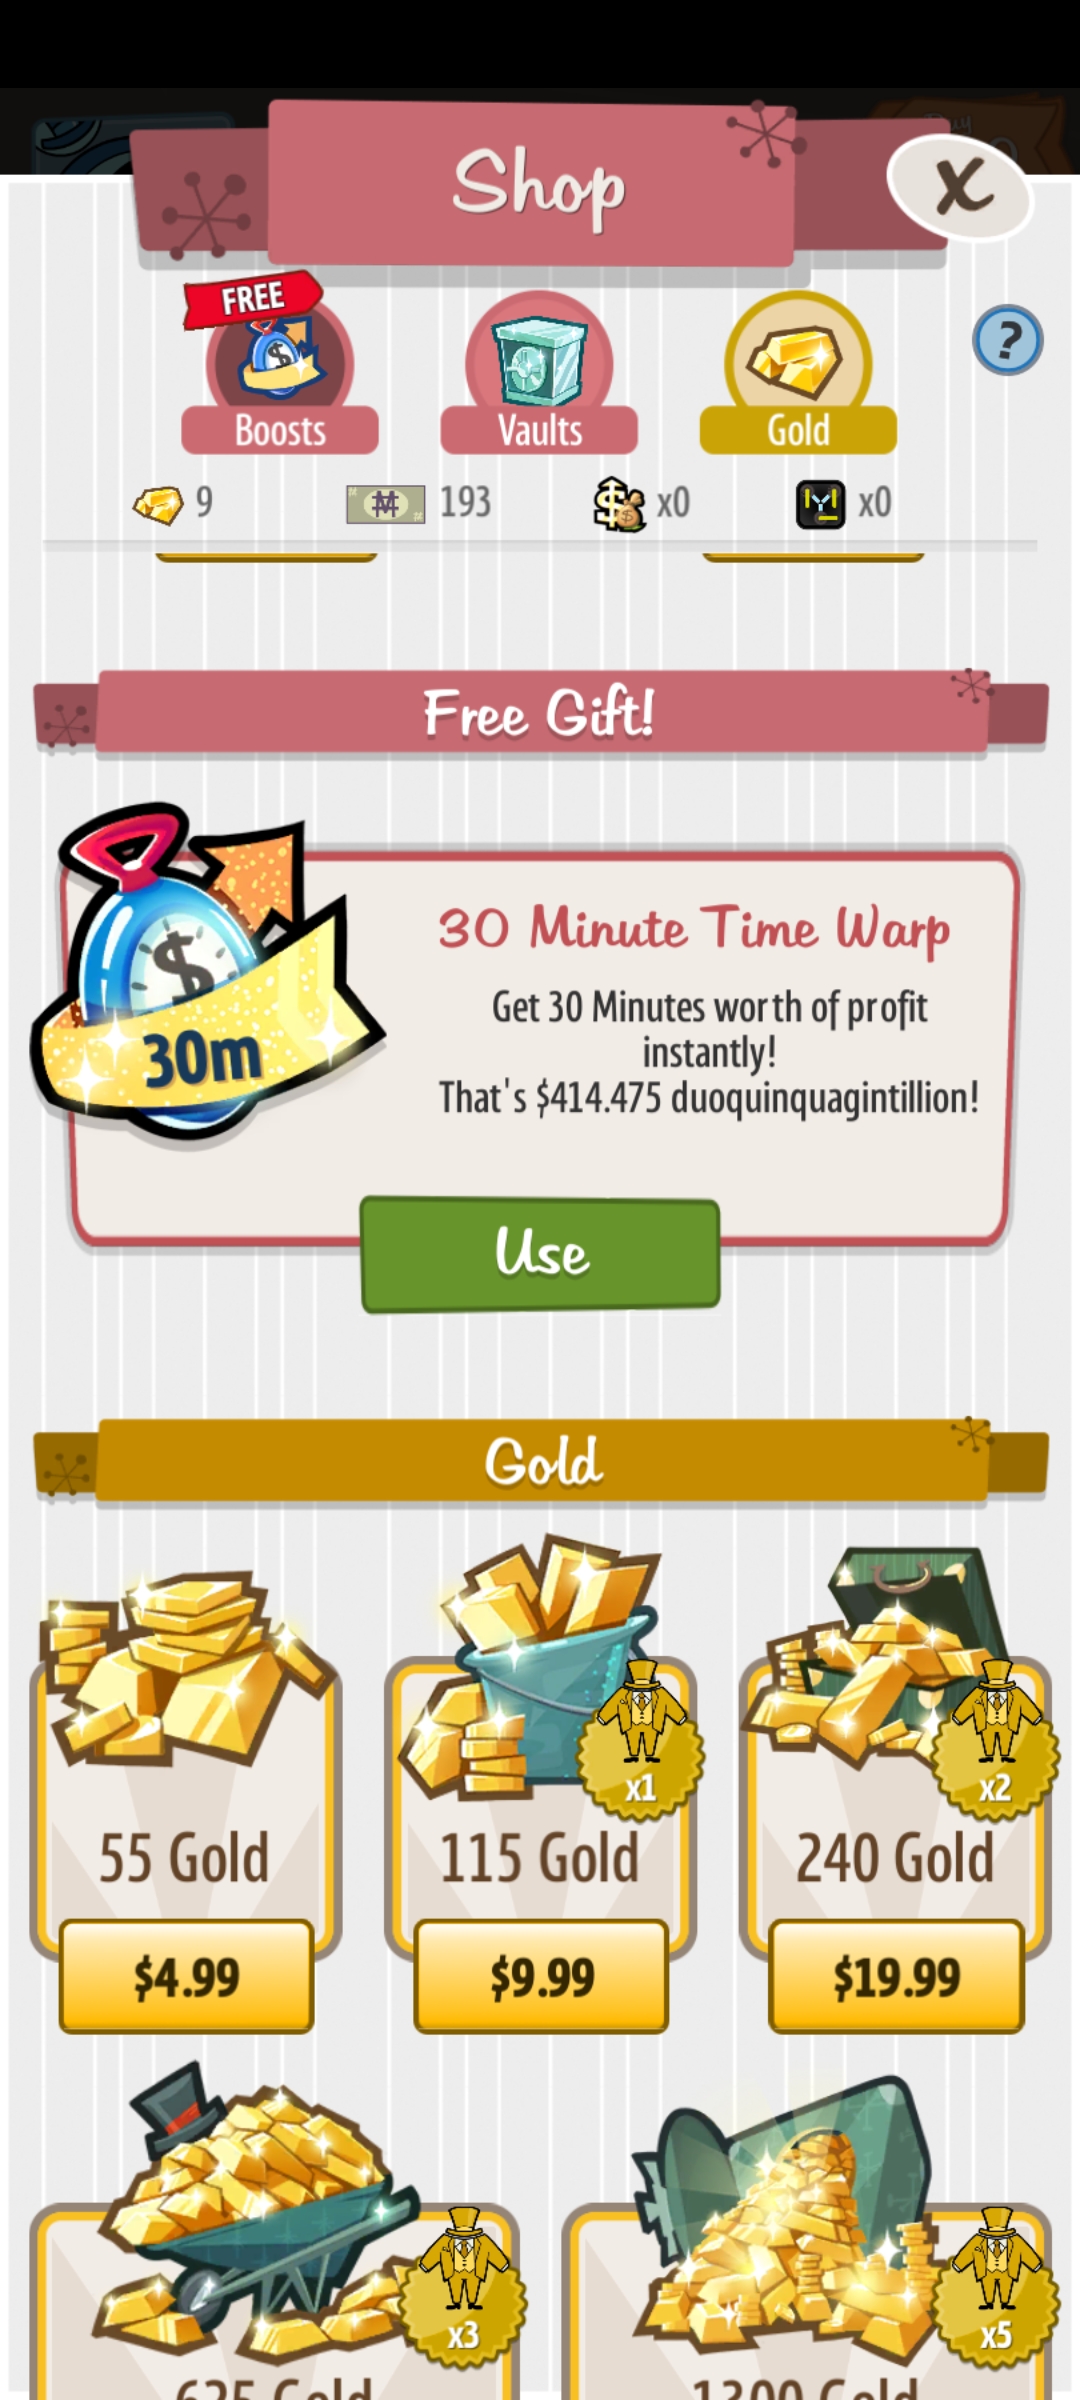 Shop
X
FREE
Boosts
Vaults
Gold
?
9
193
x0
x0
Free Gift!
30m
30 Minute Time Warp
Get 30 Minutes worth of profit
instantly!
That's $414.475 duoquinquagintillion!
Use
Gold
x1
x2
55 Gold
115 Gold
240 Gold
$4.99
$9.99
$19.99
x3
x5
625 Gold
1300 Gold